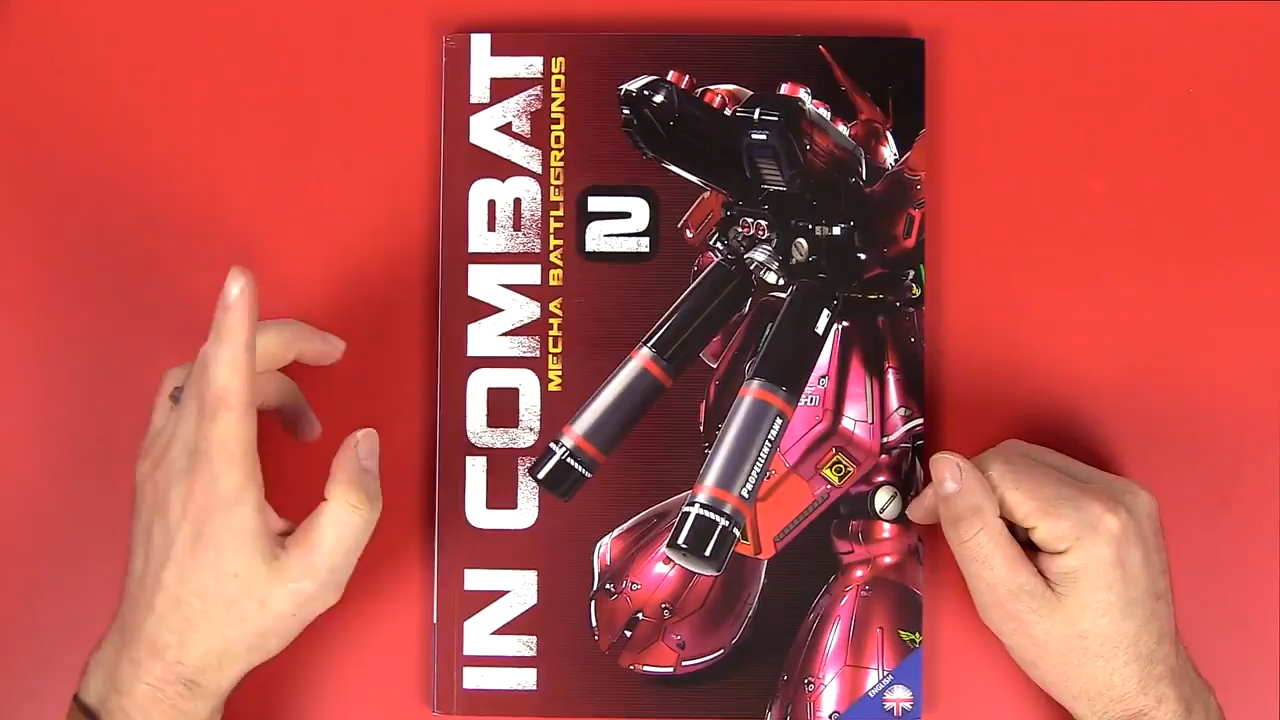 IN COMBAT
MECHA BATTLEGROUNDS
2
PROPELLENT TANK
ENGLISH